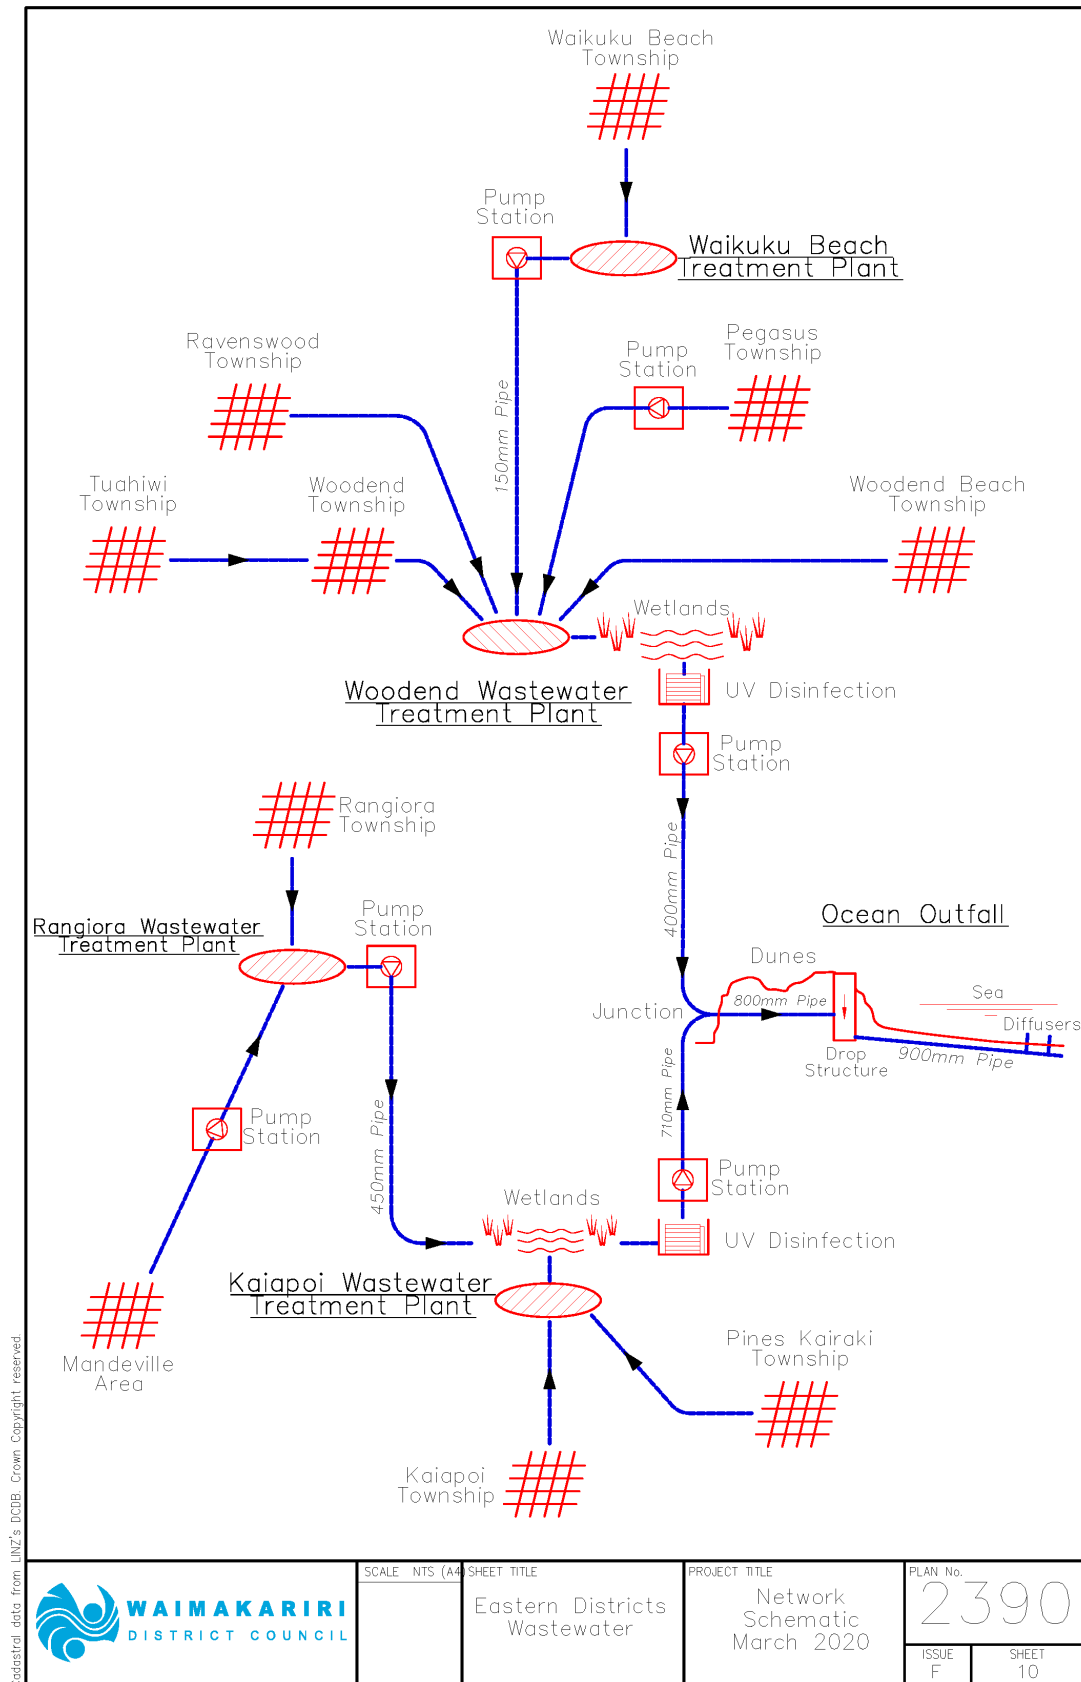 Waikuku Beach
Township
Pump
Station
Waikuku Beach
Treatment Plant
Ravenswood
Township
Pump
Station
Pegasus
Township
150mm Pipe
Tuahiwi
Township
Woodend
Township
Woodend Beach
Township
Wetlands
Woodend Wastewater
Treatment Plant
UV Disinfection
Pump
Station
Rangiora
Township
400mm Pipe
Rangiora Wastewater
Treatment Plant
Pump
Station
Ocean Outfall
Dunes
Junction
800mm Pipe
Sea
Diffusers
Drop
Structure
900mm Pipe
710mm Pipe
Pump
Station
450mm Pipe
Pump
Station
Wetlands
UV Disinfection
Kaiapoi Wastewater
Treatment Plant
Mandeville
Area
Pines Kairaki
Township
Kaiapoi
Township
Cadastral data from LINZ's DCDB. Crown Copyright reserved.
WAIMAKARIRI
DISTRICT COUNCIL
SCALE NTS (A4)
SHEET TITLE
Eastern Districts
Wastewater
PROJECT TITLE
Network
Schematic
March 2020
PLAN No.
2390
ISSUE
F
SHEET
10